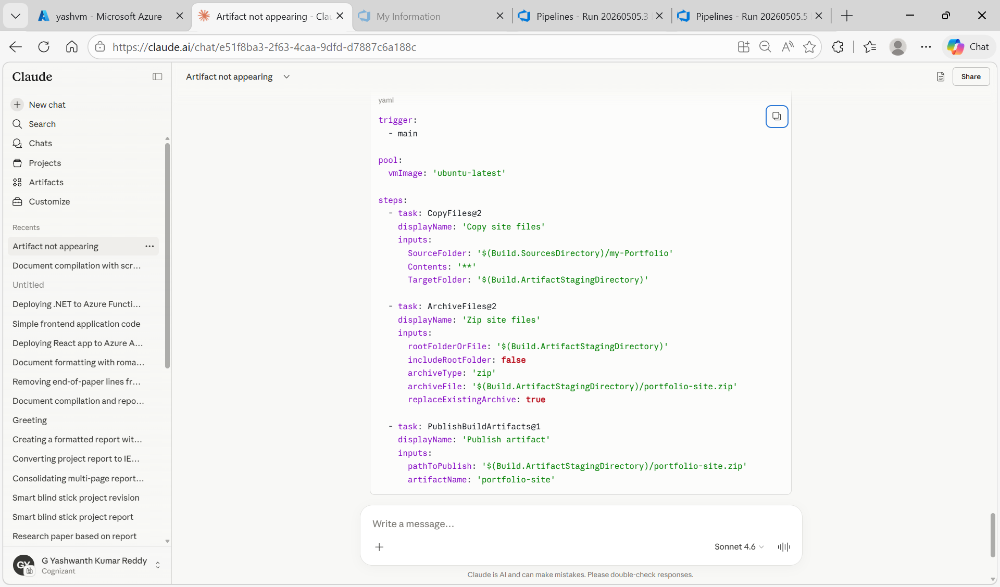 yashvm - Microsoft Azure
Artifact not appearing - Clau
My Information
Pipelines - Run 20260505.3
Pipelines - Run 20260505.5
https://claude.ai/chat/e51f8ba3-2f63-4caa-9dfd-d7887c6a188c
Chat
Claude
New chat
Search
Chats
Projects
Artifacts
Customize
Recents
Artifact not appearing
Document compilation with scr...
Untitled
Deploying .NET to Azure Functi...
Simple frontend application code
Deploying React app to Azure A...
Document formatting with roma...
Removing end-of-paper lines fr...
Document compilation and repo...
Greeting
Creating a formatted report wit...
Converting project report to IE...
Consolidating multi-page report...
Smart blind stick project revision
Smart blind stick project report
Research paper based on report
GY
G Yashwanth Kumar Reddy
Cognizant
Artifact not appearing
Share
yaml
trigger:
  - main
pool:
  vmImage: 'ubuntu-latest'
steps:
  - task: CopyFiles@2
    displayName: 'Copy site files'
    inputs:
      SourceFolder: '$(Build.SourcesDirectory)/my-Portfolio'
      Contents: '**'
      TargetFolder: '$(Build.ArtifactStagingDirectory)'
  - task: ArchiveFiles@2
    displayName: 'Zip site files'
    inputs:
      rootFolderOrFile: '$(Build.ArtifactStagingDirectory)'
      includeRootFolder: false
      archiveType: 'zip'
      archiveFile: '$(Build.ArtifactStagingDirectory)/portfolio-site.zip'
      replaceExistingArchive: true
  - task: PublishBuildArtifacts@1
    displayName: 'Publish artifact'
    inputs:
      pathToPublish: '$(Build.ArtifactStagingDirectory)/portfolio-site.zip'
      artifactName: 'portfolio-site'
Write a message...
Sonnet 4.6
Claude is AI and can make mistakes. Please double-check responses.